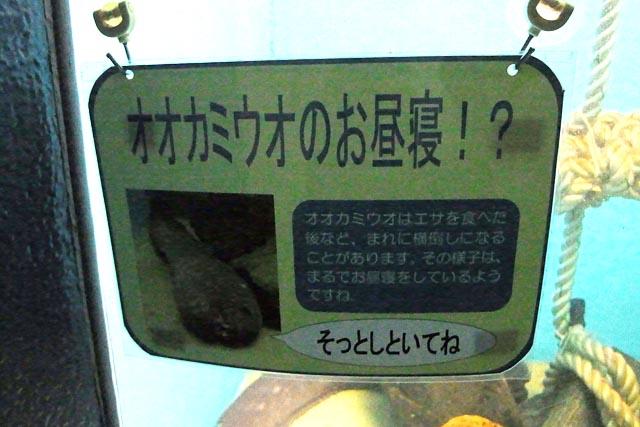 オオカミウオのお昼寝!?
オオカミウオはエサを食べた
後など、まれに横倒しになる
ことがあります。その様子は、
まるでお昼寝をしているよう
ですね
そっとしといてね